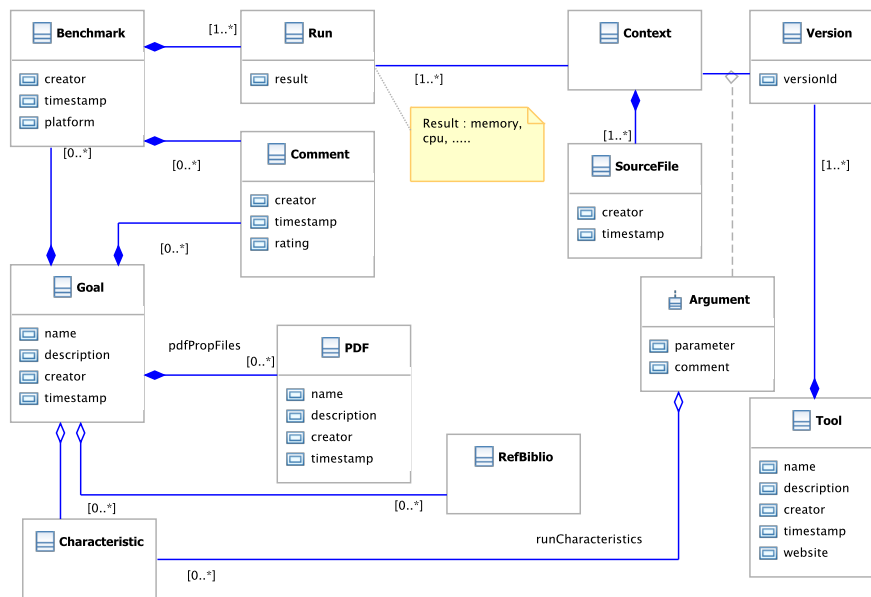 Benchmark
creator
timestamp
platform
[1..*]
Run
result
[1..*]
Context
Version
versionId
Result : memory,
cpu, .....
[0..*]
[0..*]
Comment
creator
timestamp
rating
[1..*]
SourceFile
creator
timestamp
[1..*]
[0..*]
Goal
name
description
creator
timestamp
Argument
parameter
comment
pdfPropFiles
[0..*]
PDF
name
description
creator
timestamp
Tool
name
description
creator
timestamp
website
RefBiblio
[0..*]
[0..*]
Characteristic
runCharacteristics
[0..*]